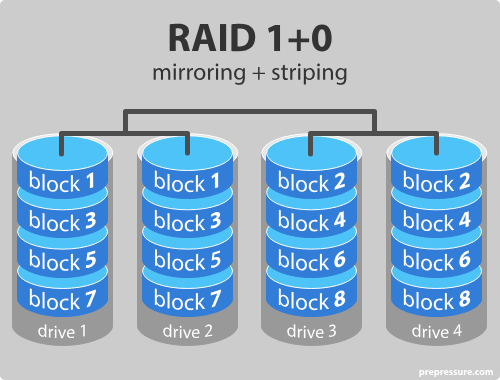 RAID 1+0
mirroring + striping
block 1
block 3
block 5
block 7
drive 1
block 1
block 3
block 5
block 7
drive 2
block 2
block 4
block 6
block 8
drive 3
block 2
block 4
block 6
block 8
drive 4
prepressure.com